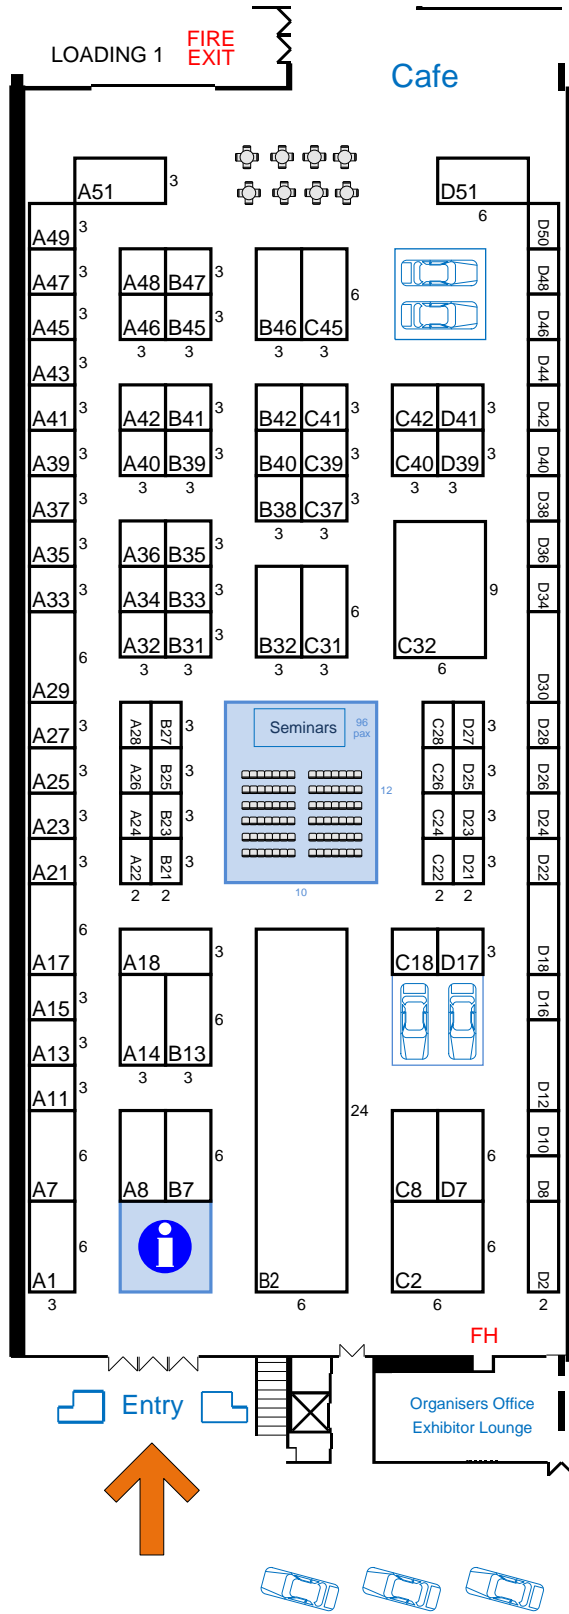 LOADING 1
FIRE
EXIT
Cafe
A51 3
D51
6
A49 3
D50
A47 3
A48 B47 3
6
D48
A45 3
A46 B45 3
B46 C45
D46
3 3
3 3
A43 3
D44
A41 3
A42 B41 3
B42 C41 3
C42 D41 3
D42
A39 3
A40 B39 3
B40 C39 3
C40 D39 3
D40
3 3
3 3
A37 3
B38 C37 3
D38
3 3
A35 3
A36 B35 3
D36
A33 3
A34 B33 3
6
9
D34
A32 B31 3
B32 C31
C32
6
3 3
3 3
6
A29
D30
A27 3
A28 B27 3
Seminars
96
pax
C28 D27 3
D28
A25 3
A26 B25 3
12
C26 D25 3
D26
A23 3
A24 B23 3
C24 D23 3
D24
A21 3
A22 B21 3
C22 D21 3
D22
2 2
10
2 2
6
A17
A18 3
C18 D17 3
D18
A15 3
6
D16
A13 3
A14 B13
3 3
A11 3
24
D12
6
6
6
D10
A7
A8 B7
C8 D7
D8
6
i
6
A1
B2
C2
D2
3
6
6
2
FH
Entry
Organisers Office
Exhibitor Lounge